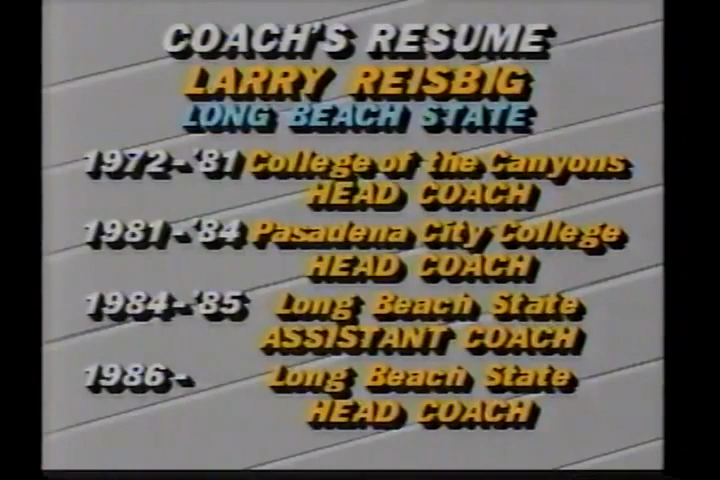 COACH'S RESUME
LARRY REISBIG
LONG BEACH STATE
1972-'81 College of the Canyons
HEAD COACH
1981-'84 Pasadena City College
HEAD COACH
1984-'85 Long Beach State
ASSISTANT COACH
1986- Long Beach State
HEAD COACH